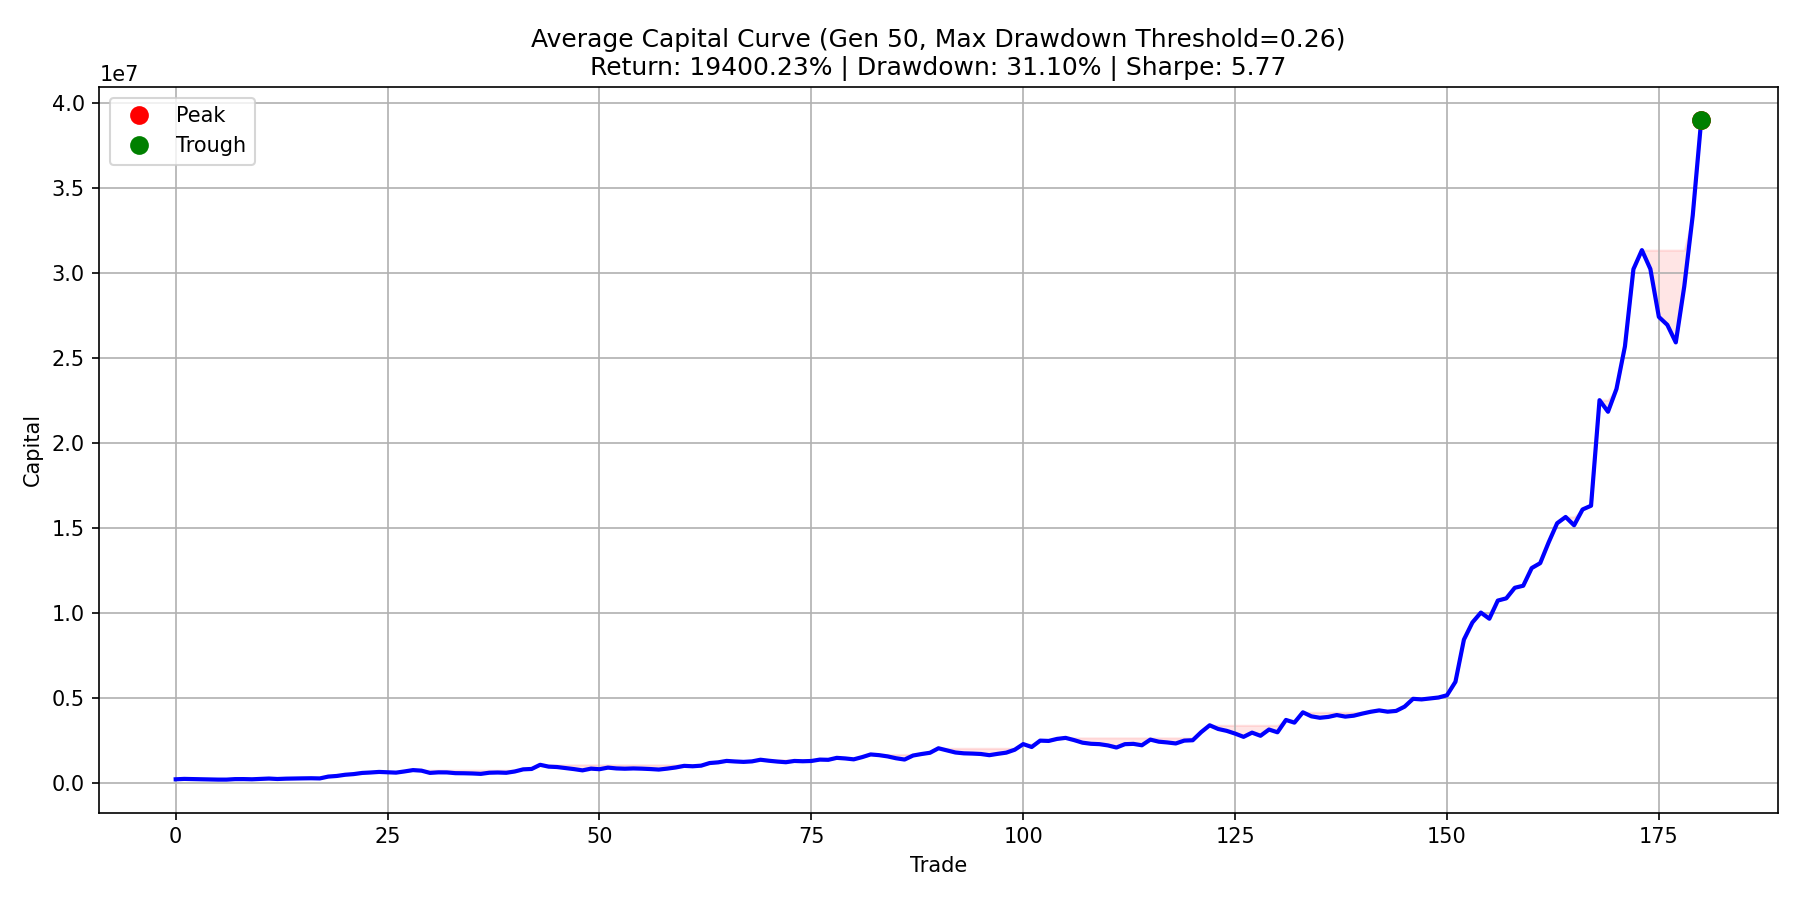 Average Capital Curve (Gen 50, Max Drawdown Threshold=0.26)
Return: 19400.23% | Drawdown: 31.10% | Sharpe: 5.77
1e7
Peak
Trough
4.0
3.5
3.0
2.5
2.0
1.5
1.0
0.5
0.0
Capital
0 25 50 75 100 125 150 175
Trade